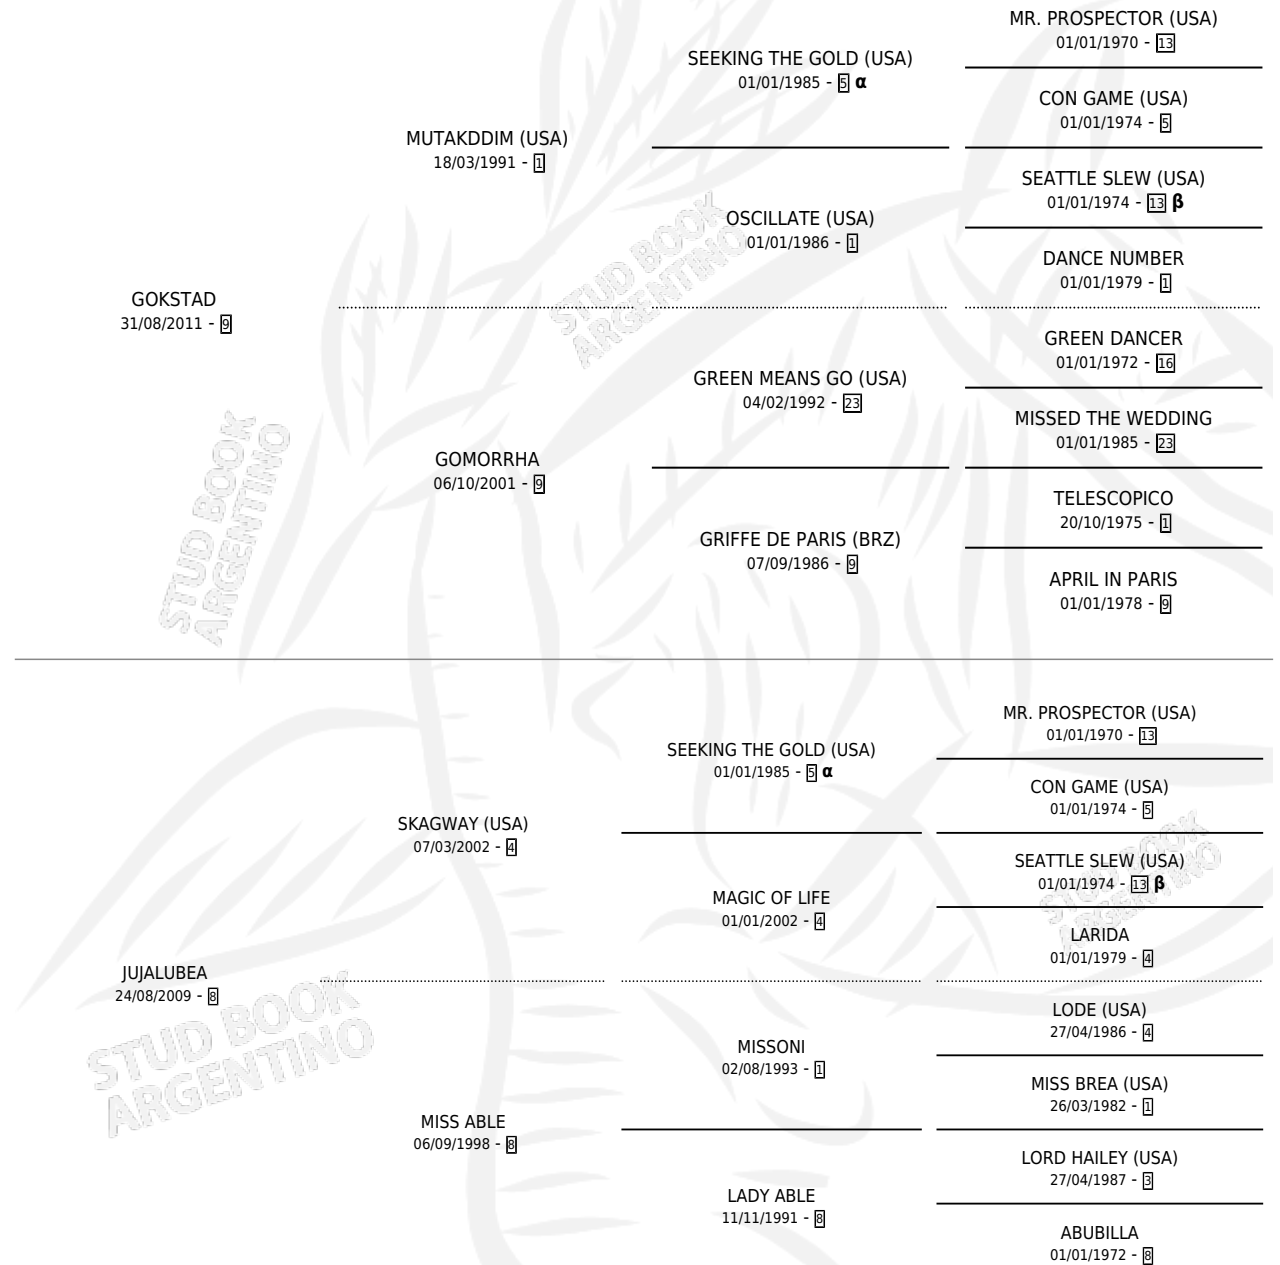 MR. PROSPECTOR (USA)
01/01/1970 - 13
SEEKING THE GOLD (USA)
01/01/1985 - 5 α
CON GAME (USA)
01/01/1974 - 5
MUTAKDDIM (USA)
18/03/1991 - 1
SEATTLE SLEW (USA)
01/01/1974 - 13 β
OSCILLATE (USA)
01/01/1986 - 1
DANCE NUMBER
01/01/1979 - 1
GOKSTAD
31/08/2011 - 9
GREEN DANCER
01/01/1972 - 16
GREEN MEANS GO (USA)
04/02/1992 - 23
MISSED THE WEDDING
01/01/1985 - 23
GOMORRHA
06/10/2001 - 9
TELESCOPICO
20/10/1975 - 1
GRIFFE DE PARIS (BRZ)
07/09/1986 - 9
APRIL IN PARIS
01/01/1978 - 9
MR. PROSPECTOR (USA)
01/01/1970 - 13
SEEKING THE GOLD (USA)
01/01/1985 - 5 α
CON GAME (USA)
01/01/1974 - 5
SKAGWAY (USA)
07/03/2002 - 4
SEATTLE SLEW (USA)
01/01/1974 - 13 β
MAGIC OF LIFE
01/01/2002 - 4
LARIDA
01/01/1979 - 4
JUJALUBEA
24/08/2009 - 8
LODE (USA)
27/04/1986 - 4
MISSONI
02/08/1993 - 1
MISS BREA (USA)
26/03/1982 - 1
MISS ABLE
06/09/1998 - 8
LORD HAILEY (USA)
27/04/1987 - 3
LADY ABLE
11/11/1991 - 8
ABUBILLA
01/01/1972 - 8
STUD BOOK
ARGENTINO
STUD BOOK
ARGENTINO
STUD BOOK
ARGENTINO
STUD BOOK
ARGENTINO